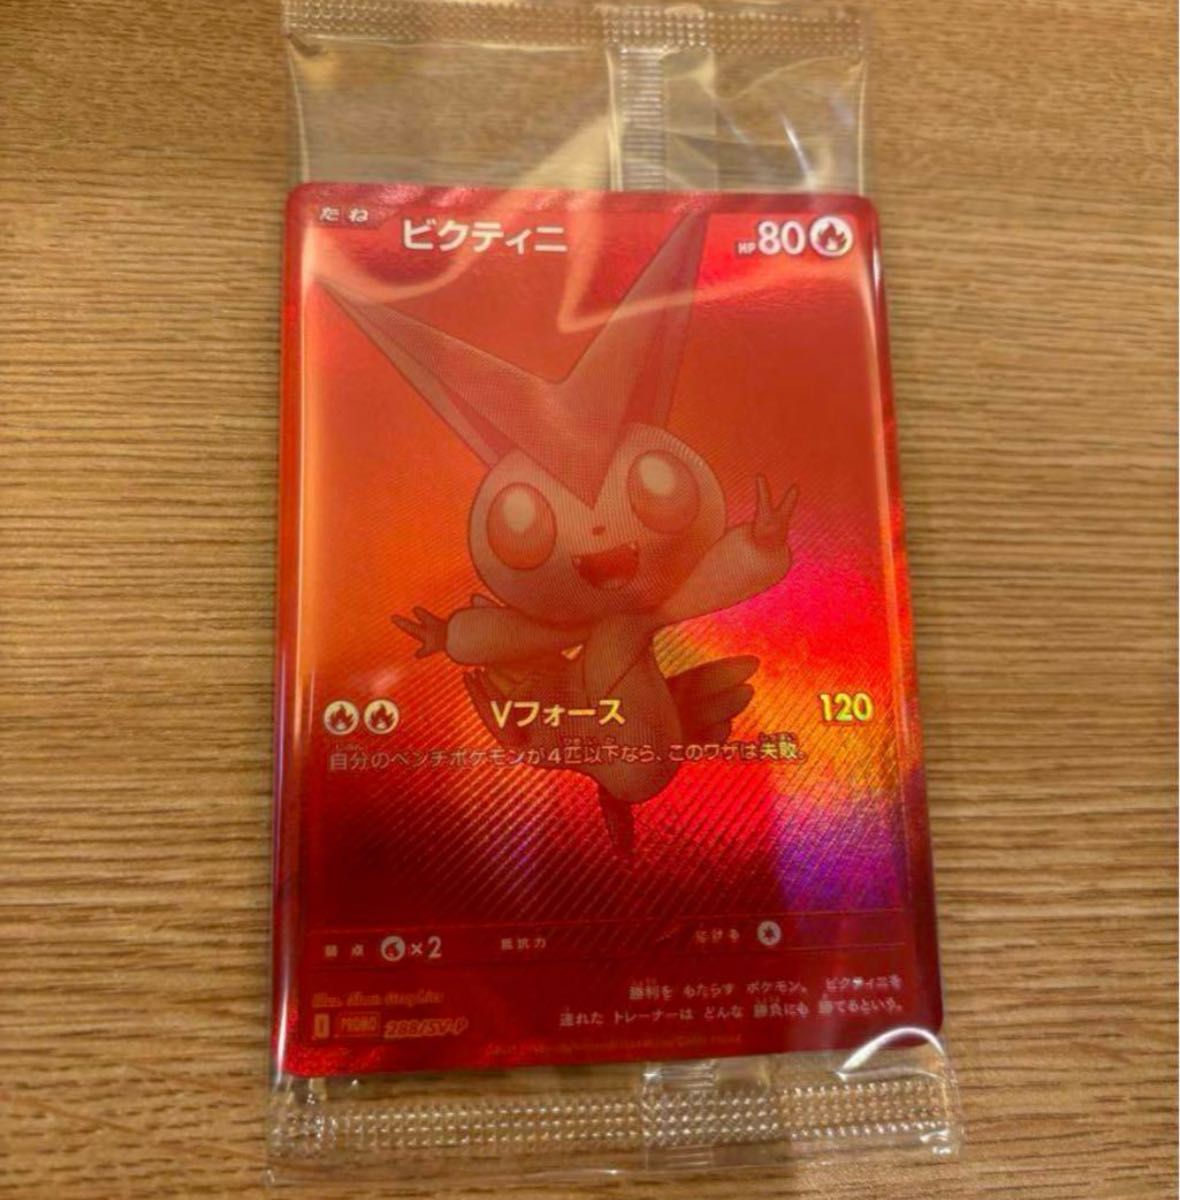 たね ビクティニ HP80
Vフォース 120
自分のベンチポケモンが4匹以下なら、このワザは失敗。
弱点 ×2 抵抗力 にげる
勝利を もたらす ポケモン。 ビクティニを
連れた トレーナーは どんな 勝負にも 勝てるという。
I PROMO 288/SV-P